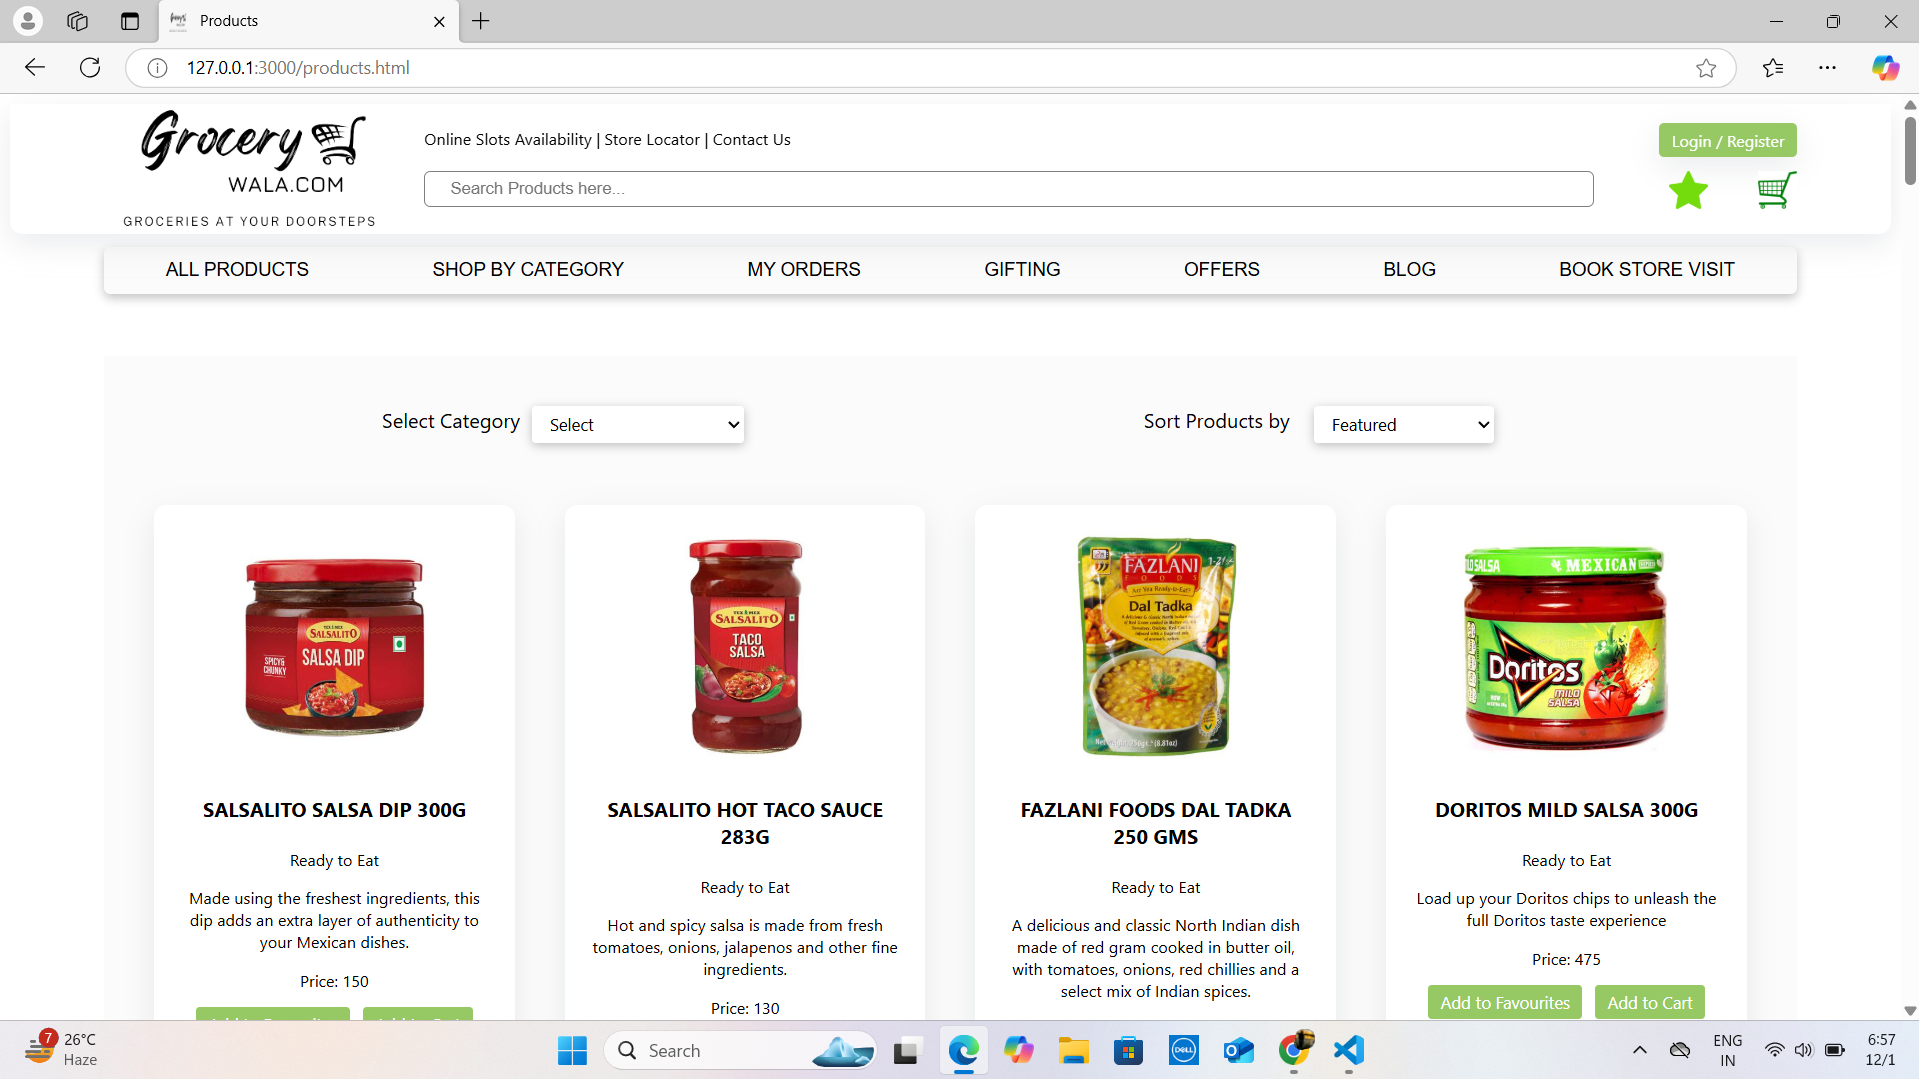 Products
127.0.0.1:3000/products.html
Grocery
WALA.COM
GROCERIES AT YOUR DOORSTEPS
Online Slots Availability | Store Locator | Contact Us
Search Products here...
Login / Register
ALL PRODUCTS SHOP BY CATEGORY MY ORDERS GIFTING OFFERS BLOG BOOK STORE VISIT
Select Category Select
Sort Products by Featured
TEX MEX
SALSALITO
SALSA DIP
SPICY &
CHUNKY
SALSALITO SALSA DIP 300G
Ready to Eat
Made using the freshest ingredients, this
dip adds an extra layer of authenticity to
your Mexican dishes.
Price: 150
TEX MEX
SALSALITO
TACO
SALSA
SALSALITO HOT TACO SAUCE
283G
Ready to Eat
Hot and spicy salsa is made from fresh
tomatoes, onions, jalapenos and other fine
ingredients.
Price: 130
FAZLANI
FOODS
Dal Tadka
FAZLANI FOODS DAL TADKA
250 GMS
Ready to Eat
A delicious and classic North Indian dish
made of red gram cooked in butter oil,
with tomatoes, onions, red chillies and a
select mix of Indian spices.
MEXICAN
Doritos
MILD
SALSA
DORITOS MILD SALSA 300G
Ready to Eat
Load up your Doritos chips to unleash the
full Doritos taste experience
Price: 475
Add to Favourites Add to Cart
7
26°C
Haze
Search
DELL
ENG
IN
6:57
12/1